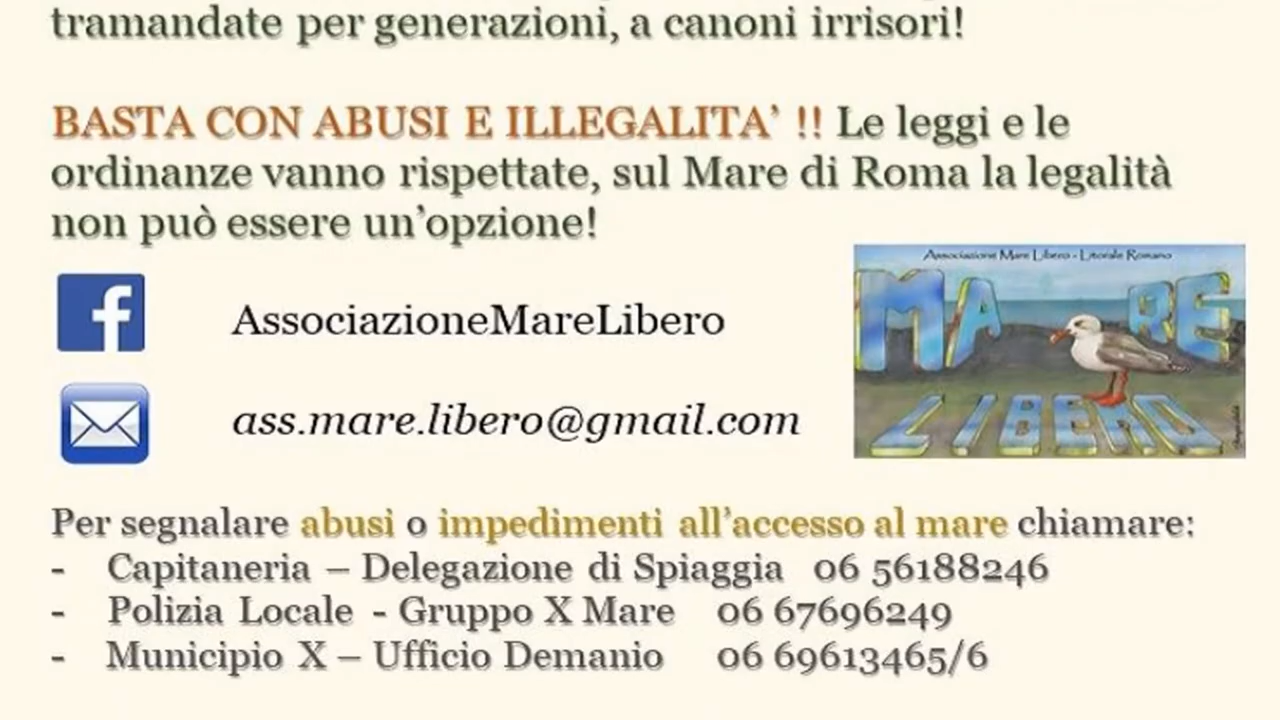 tramandate per generazioni, a canoni irrisori!
BASTA CON ABUSI E ILLEGALITA’ !! Le leggi e le
ordinanze vanno rispettate, sul Mare di Roma la legalità
non può essere un’opzione!
Associazione Mare Libero - Litorale Romano
MARE
LIBERO
f
AssociazioneMareLibero
ass.mare.libero@gmail.com
Per segnalare abusi o impedimenti all’accesso al mare chiamare:
- Capitaneria – Delegazione di Spiaggia 06 56188246
- Polizia Locale - Gruppo X Mare 06 67696249
- Municipio X – Ufficio Demanio 06 69613465/6